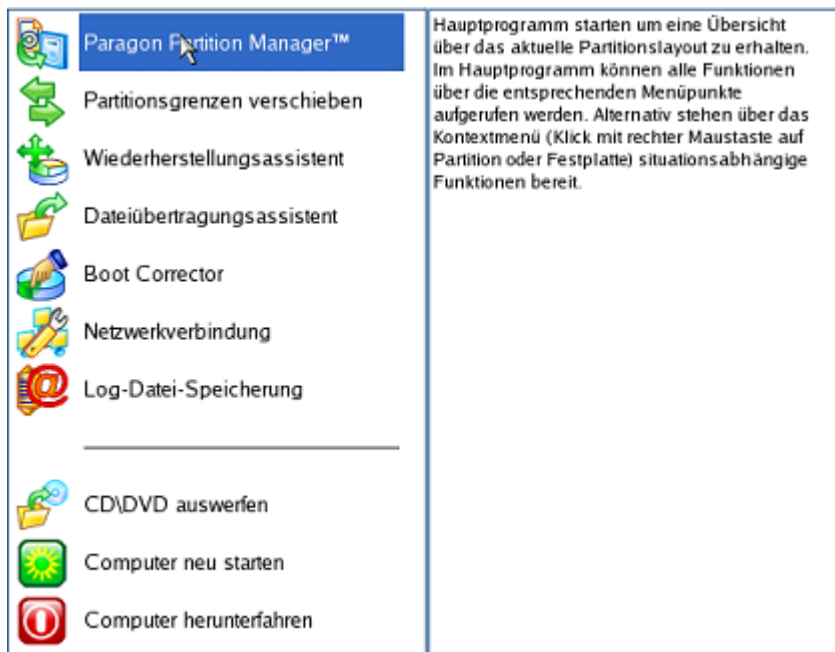 Paragon Partition Manager™
Partitionsgrenzen verschieben
Wiederherstellungsassistent
Dateiübertragungsassistent
Boot Corrector
Netzwerkverbindung
Log-Datei-Speicherung
CD\DVD auswerfen
Computer neu starten
Computer herunterfahren
Hauptprogramm starten um eine Übersicht
über das aktuelle Partitionslayout zu erhalten.
Im Hauptprogramm können alle Funktionen
über die entsprechenden Menüpunkte
aufgerufen werden. Alternativ stehen über das
Kontextmenü (Klick mit rechter Maustaste auf
Partition oder Festplatte) situationsabhängige
Funktionen bereit.